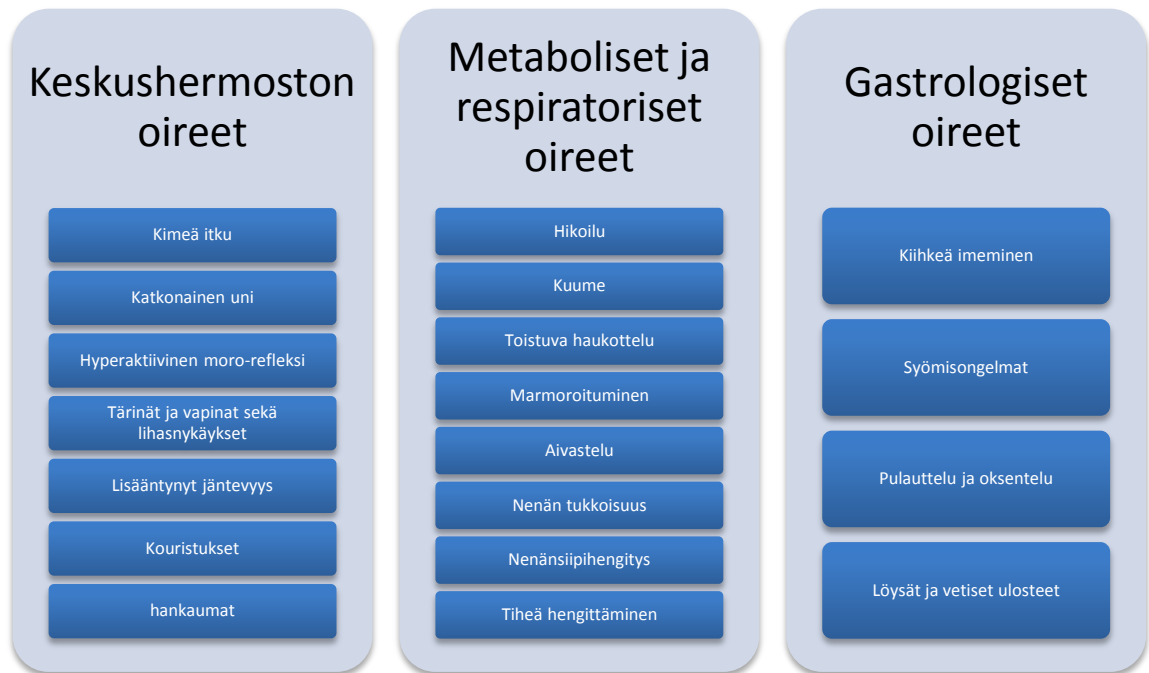 Keskushermoston
oireet
Kimeä itku
Katkonainen uni
Hyperaktiivinen moro-refleksi
Tärinät ja vapinat sekä
lihasnykäykset
Lisääntynyt jäntevyys
Kouristukset
hankaumat
Metaboliset ja
respiratoriset
oireet
Hikoilu
Kuume
Toistuva haukottelu
Marmoroituminen
Aivastelu
Nenän tukkoisuus
Nenänsiipihengitys
Tiheä hengittäminen
Gastrologiset
oireet
Kiihkeä imeminen
Syömisongelmat
Pulauttelu ja oksentelu
Löysät ja vetiset ulosteet